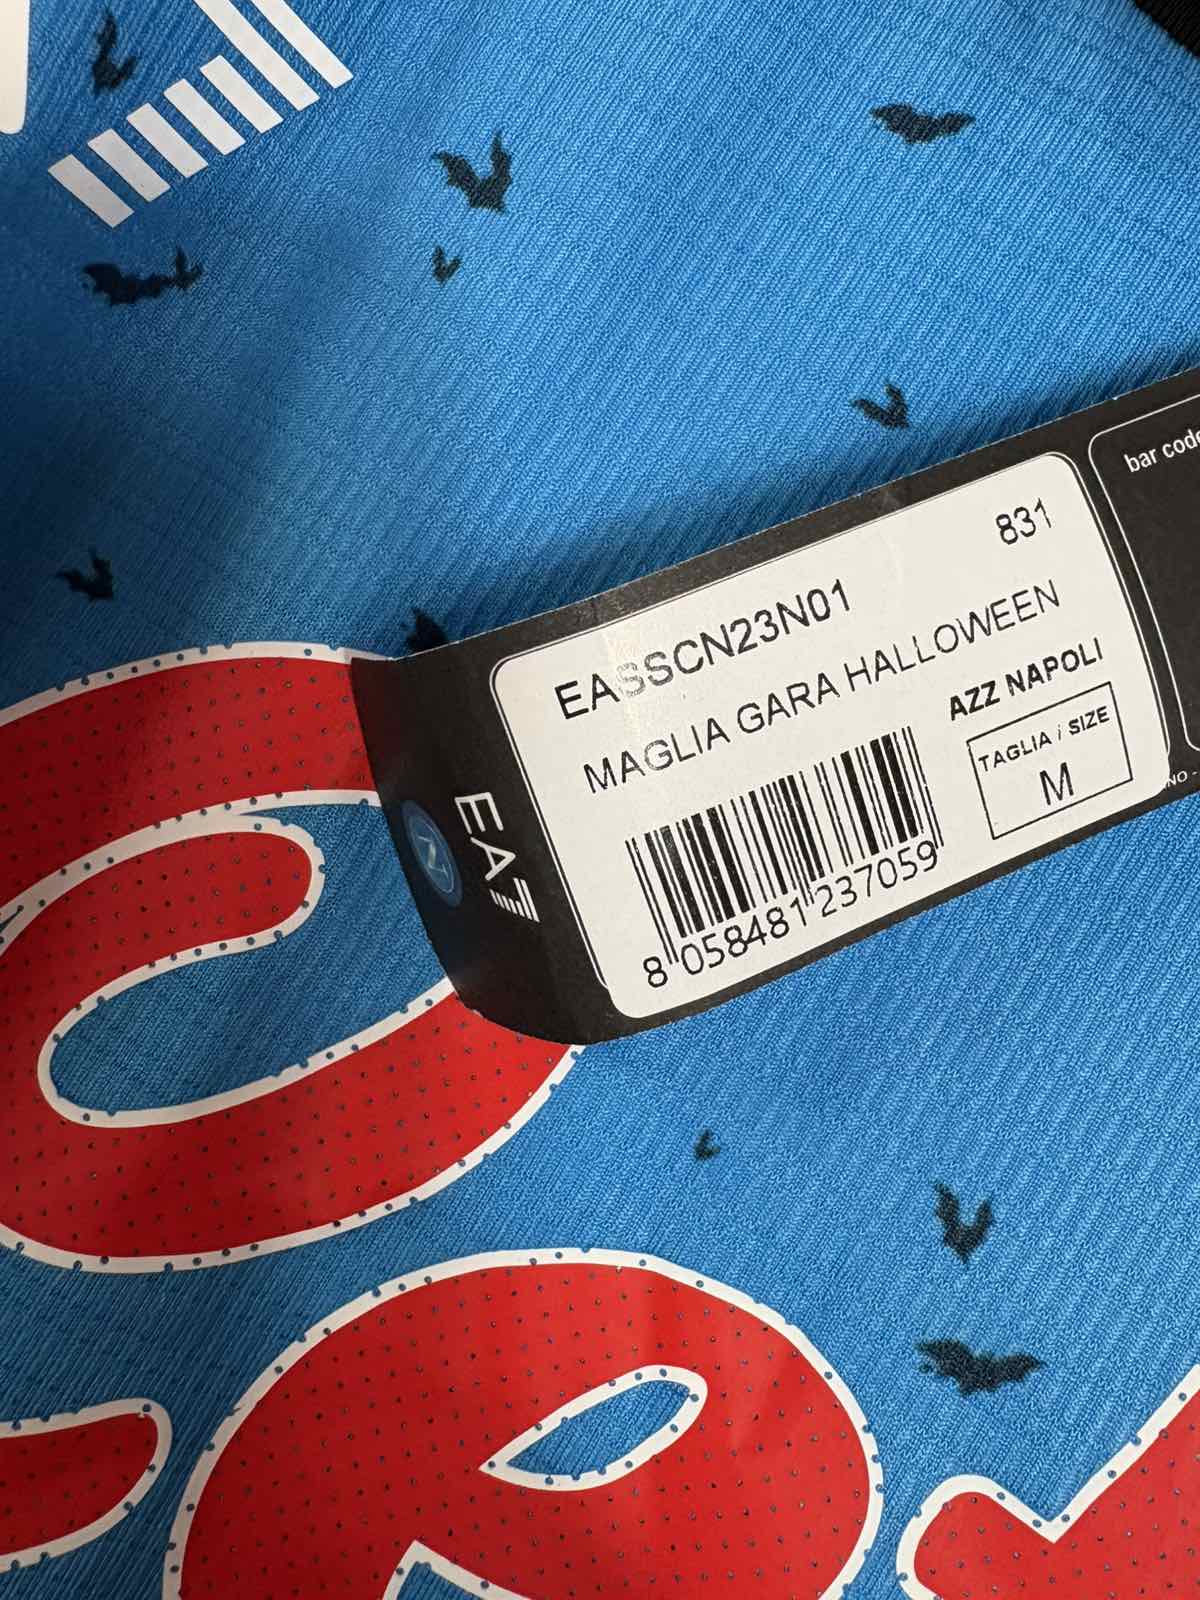 bar code
831
EASSCN23N01
MAGLIA GARA HALLOWEEN
AZZ NAPOLI
TAGLIA / SIZE
M
8 058481 237059
EA7
N